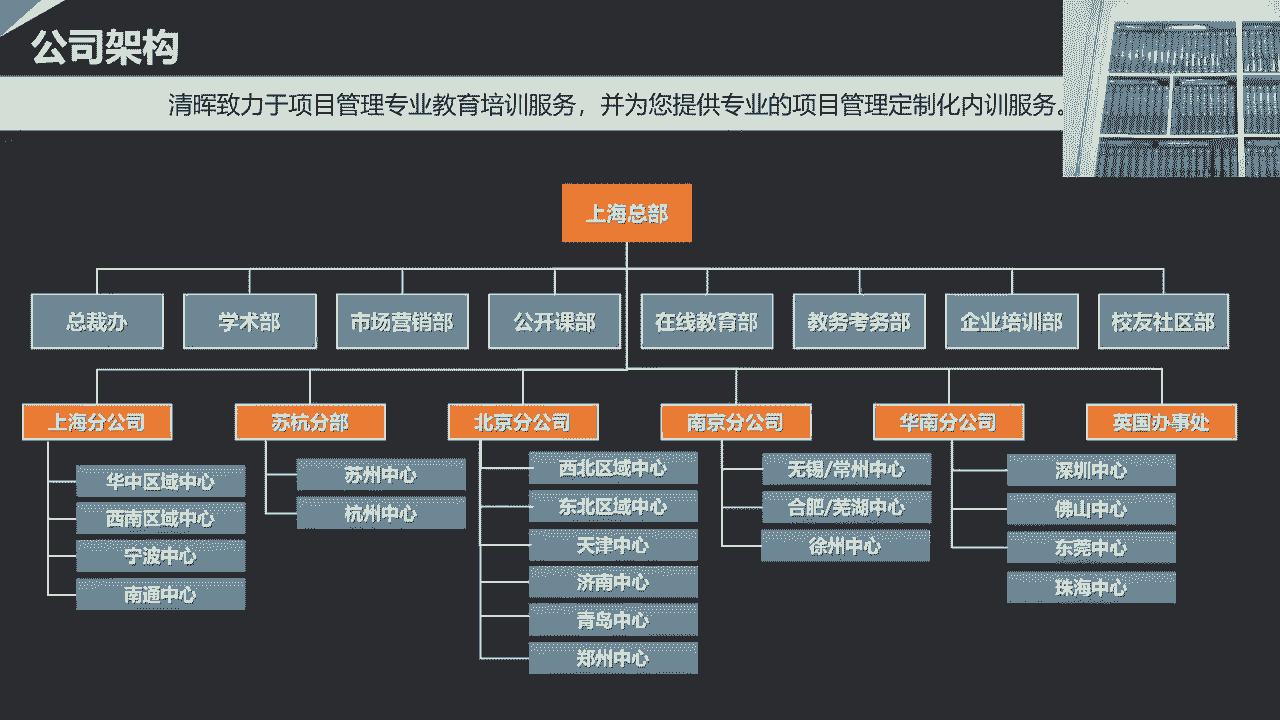 公司架构
清晖致力于项目管理专业教育培训服务，并为您提供专业的项目管理定制化内训服务。
上海总部
总裁办
学术部
市场营销部
公开课部
在线教育部
教务考务部
企业培训部
校友社区部
上海分公司
苏杭分部
北京分公司
南京分公司
华南分公司
英国办事处
华中区域中心
西南区域中心
宁波中心
南通中心
苏州中心
杭州中心
西北区域中心
东北区域中心
天津中心
济南中心
青岛中心
郑州中心
无锡/常州中心
合肥/芜湖中心
徐州中心
深圳中心
佛山中心
东莞中心
珠海中心